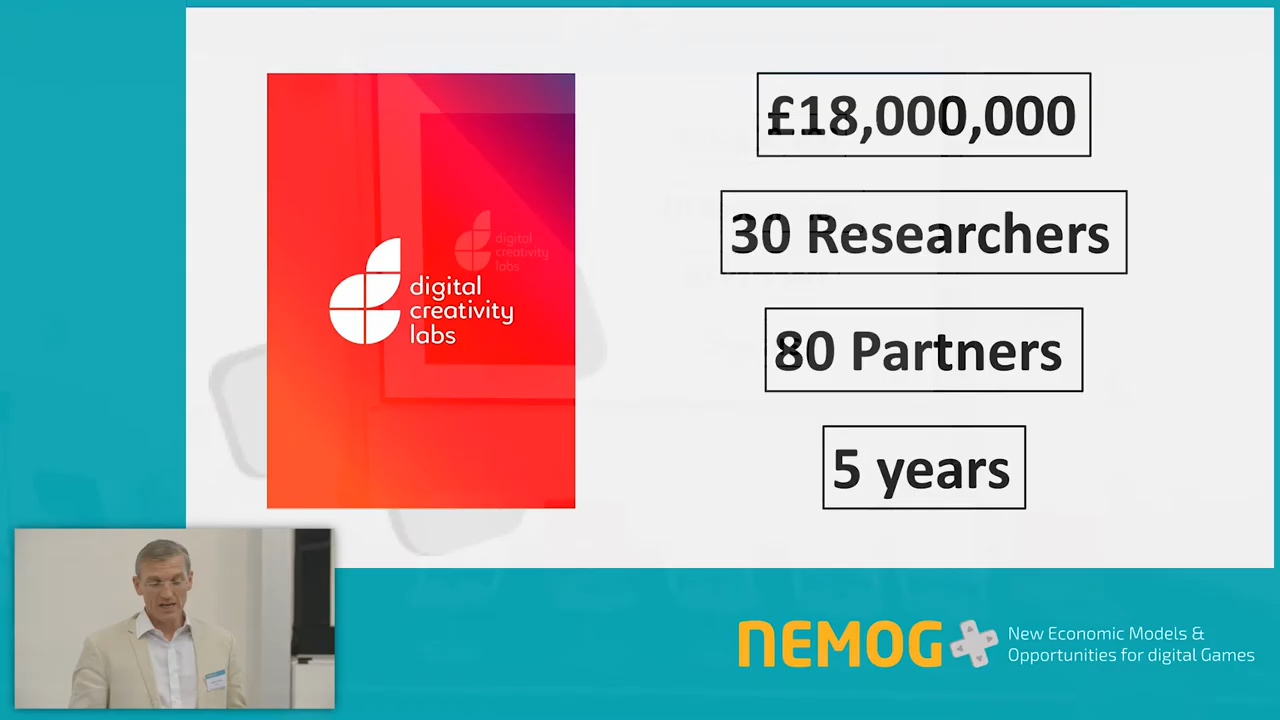 digital
creativity
labs
digital
creativity
labs
£18,000,000
30 Researchers
80 Partners
5 years
NEMOG
New Economic Models &
Opportunities for digital Games